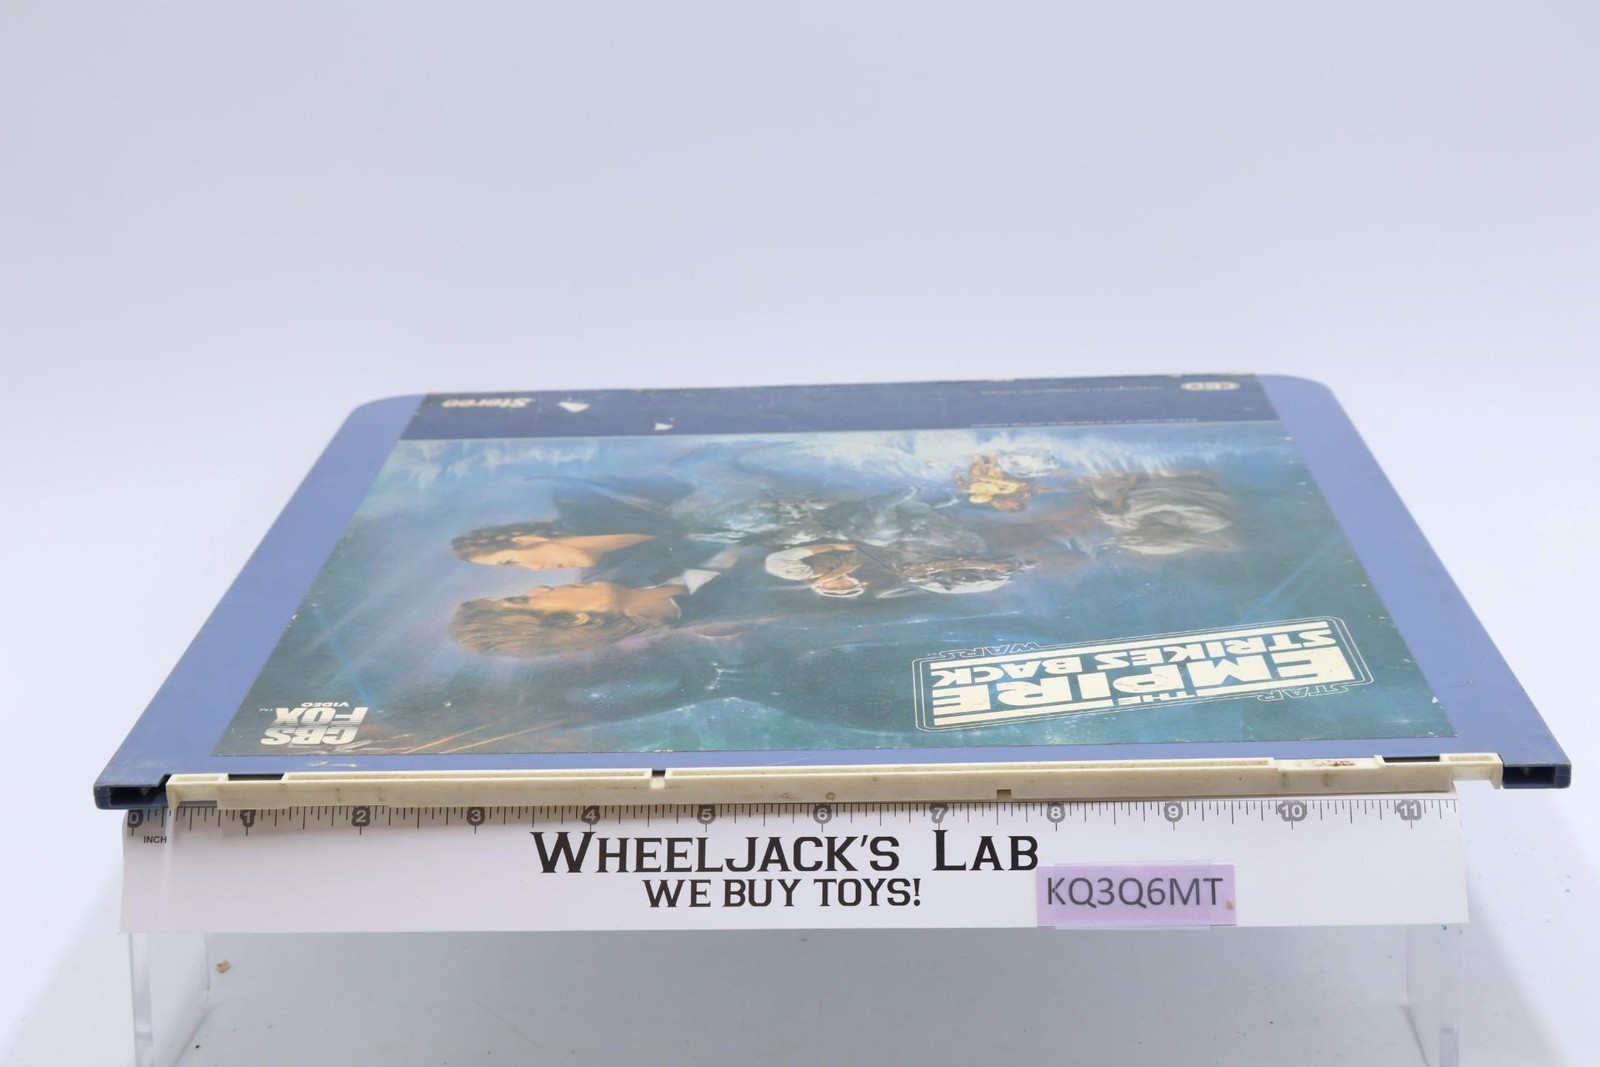 Stereo
CED
STAR
THE
EMPIRE
STRIKES BACK
WARS
CBS
FOX™
VIDEO
0 1 2 3 4 5 6 7 8 9 10 11
INCH
WHEELJACK'S LAB
WE BUY TOYS!
KQ3Q6MT